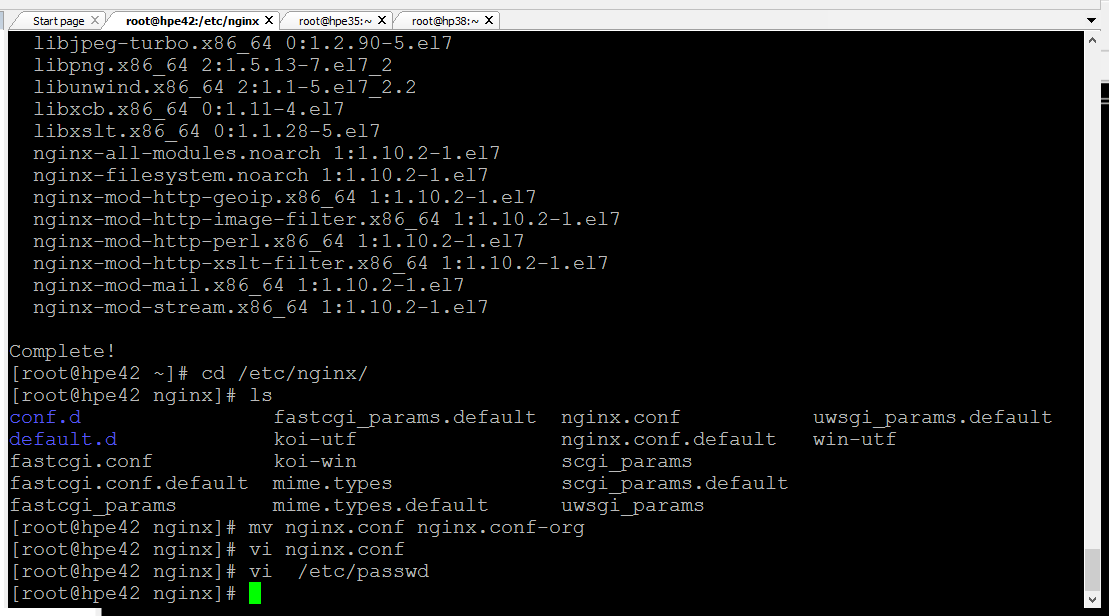 Start page root@hpe42:/etc/nginx root@hpe35:~ root@hp38:~
libjpeg-turbo.x86_64 0:1.2.90-5.el7
libpng.x86_64 2:1.5.13-7.el7_2
libunwind.x86_64 2:1.1-5.el7_2.2
libxcb.x86_64 0:1.11-4.el7
libxslt.x86_64 0:1.1.28-5.el7
nginx-all-modules.noarch 1:1.10.2-1.el7
nginx-filesystem.noarch 1:1.10.2-1.el7
nginx-mod-http-geoip.x86_64 1:1.10.2-1.el7
nginx-mod-http-image-filter.x86_64 1:1.10.2-1.el7
nginx-mod-http-perl.x86_64 1:1.10.2-1.el7
nginx-mod-http-xslt-filter.x86_64 1:1.10.2-1.el7
nginx-mod-mail.x86_64 1:1.10.2-1.el7
nginx-mod-stream.x86_64 1:1.10.2-1.el7
Complete!
[root@hpe42 ~]# cd /etc/nginx/
[root@hpe42 nginx]# ls
conf.d fastcgi_params.default nginx.conf uwsgi_params.default
default.d koi-utf nginx.conf.default win-utf
fastcgi.conf koi-win scgi_params
fastcgi.conf.default mime.types scgi_params.default
fastcgi_params mime.types.default uwsgi_params
[root@hpe42 nginx]# mv nginx.conf nginx.conf-org
[root@hpe42 nginx]# vi nginx.conf
[root@hpe42 nginx]# vi  /etc/passwd
[root@hpe42 nginx]#